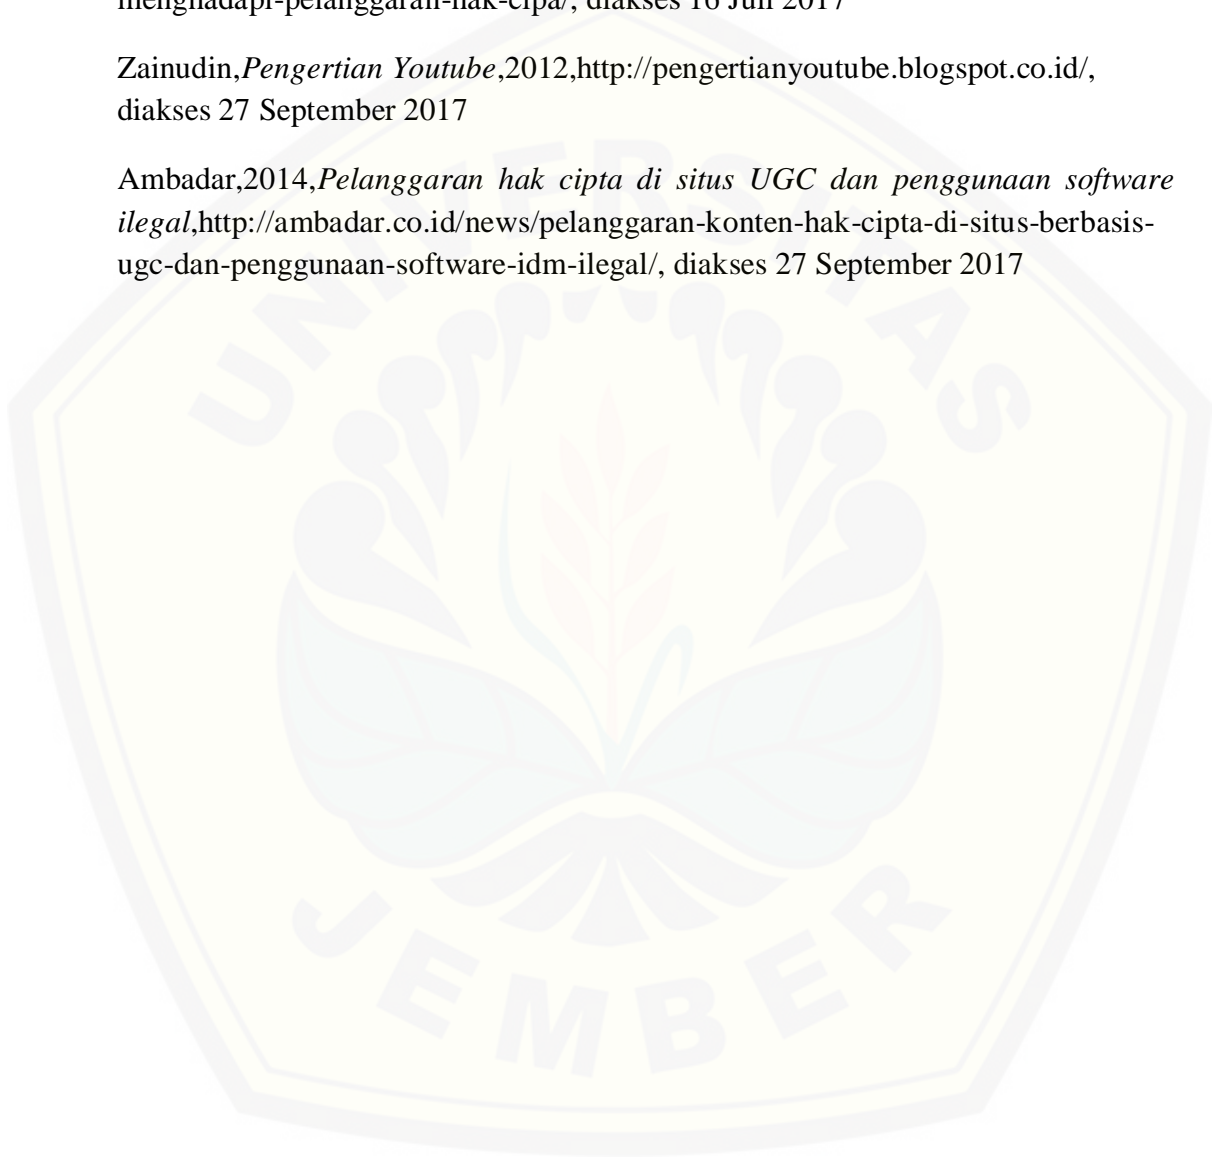 menghadapi-pelanggaran-hak-cipa/, diakses 16 Juli 2017
Zainudin,Pengertian Youtube,2012,http://pengertianyoutube.blogspot.co.id/,
diakses 27 September 2017
Ambadar,2014,Pelanggaran hak cipta di situs UGC dan penggunaan software
ilegal,http://ambadar.co.id/news/pelanggaran-konten-hak-cipta-di-situs-berbasis-
ugc-dan-penggunaan-software-idm-ilegal/, diakses 27 September 2017
UNIVERSITAS
JEMBER